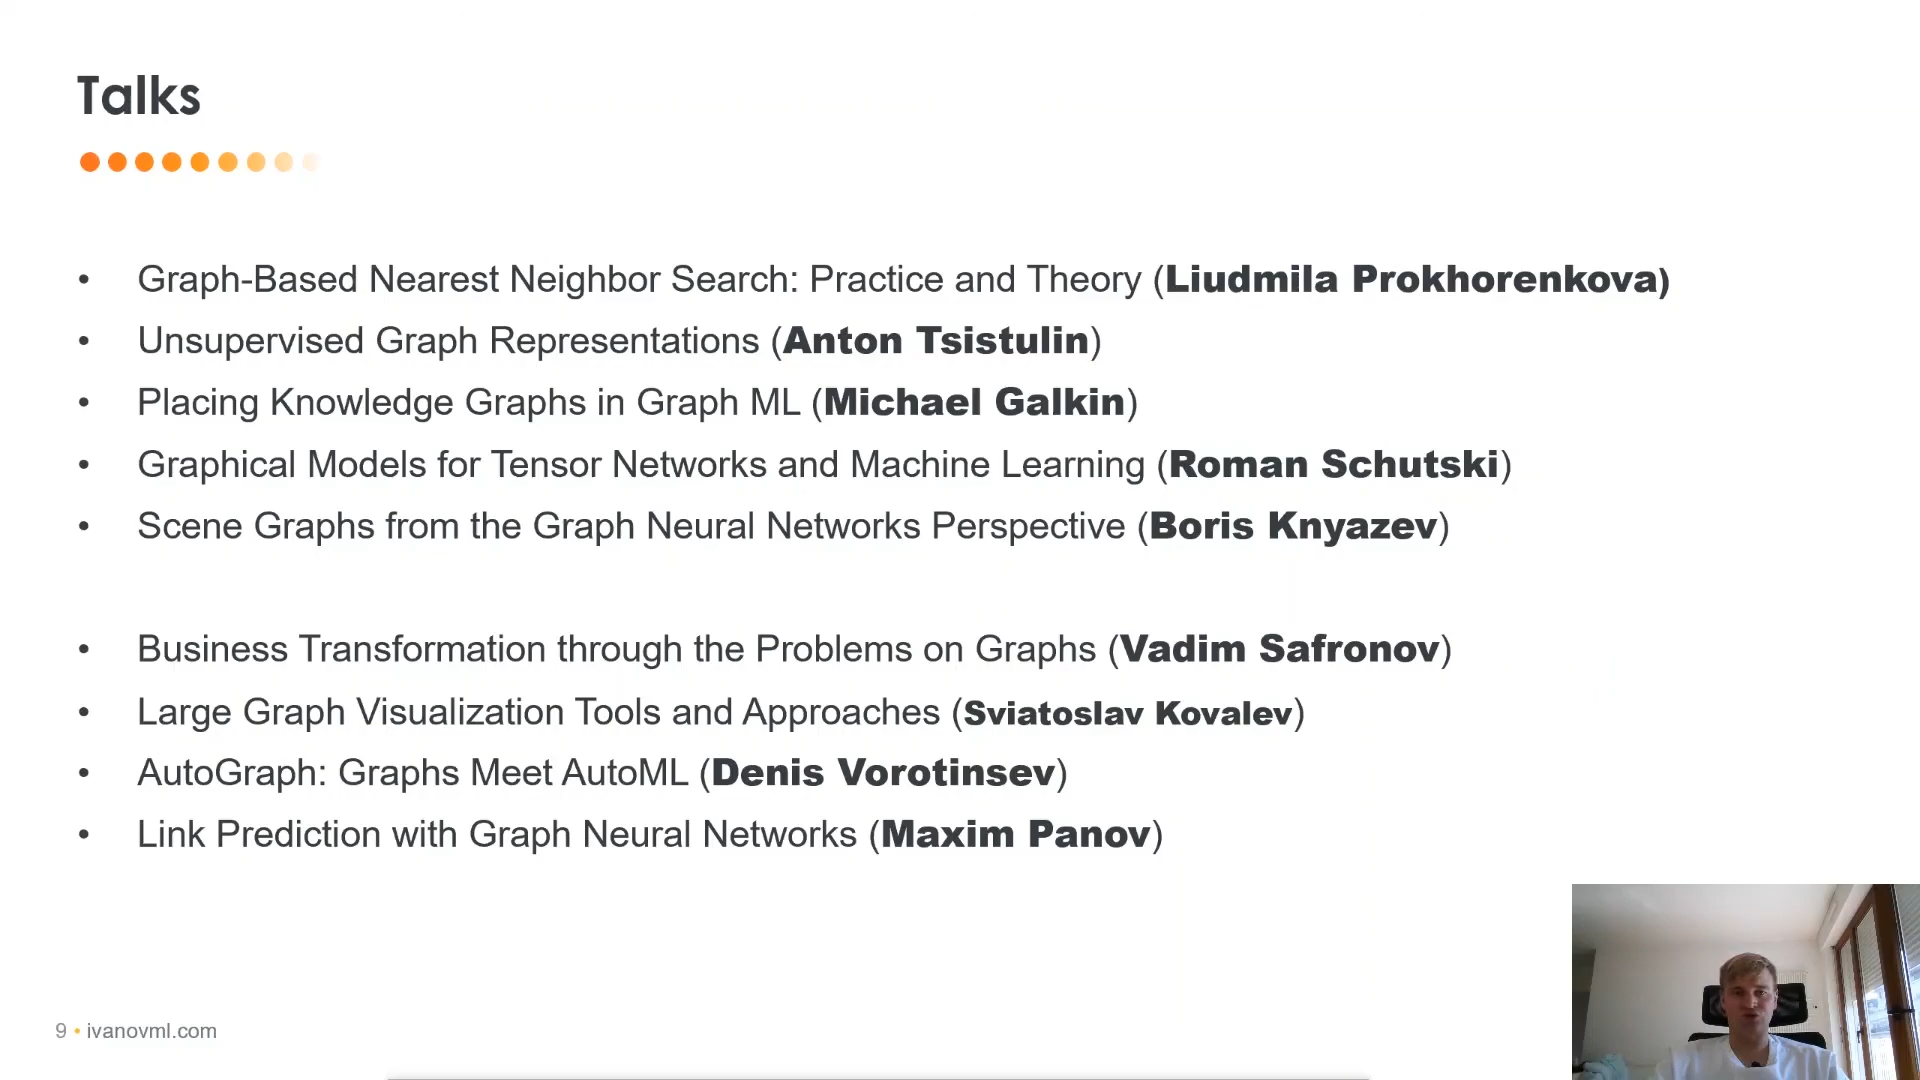 Talks
• Graph-Based Nearest Neighbor Search: Practice and Theory (Liudmila Prokhorenkova)
• Unsupervised Graph Representations (Anton Tsistulin)
• Placing Knowledge Graphs in Graph ML (Michael Galkin)
• Graphical Models for Tensor Networks and Machine Learning (Roman Schutski)
• Scene Graphs from the Graph Neural Networks Perspective (Boris Knyazev)
• Business Transformation through the Problems on Graphs (Vadim Safronov)
• Large Graph Visualization Tools and Approaches (Sviatoslav Kovalev)
• AutoGraph: Graphs Meet AutoML (Denis Vorotinsev)
• Link Prediction with Graph Neural Networks (Maxim Panov)
9 • ivanovml.com